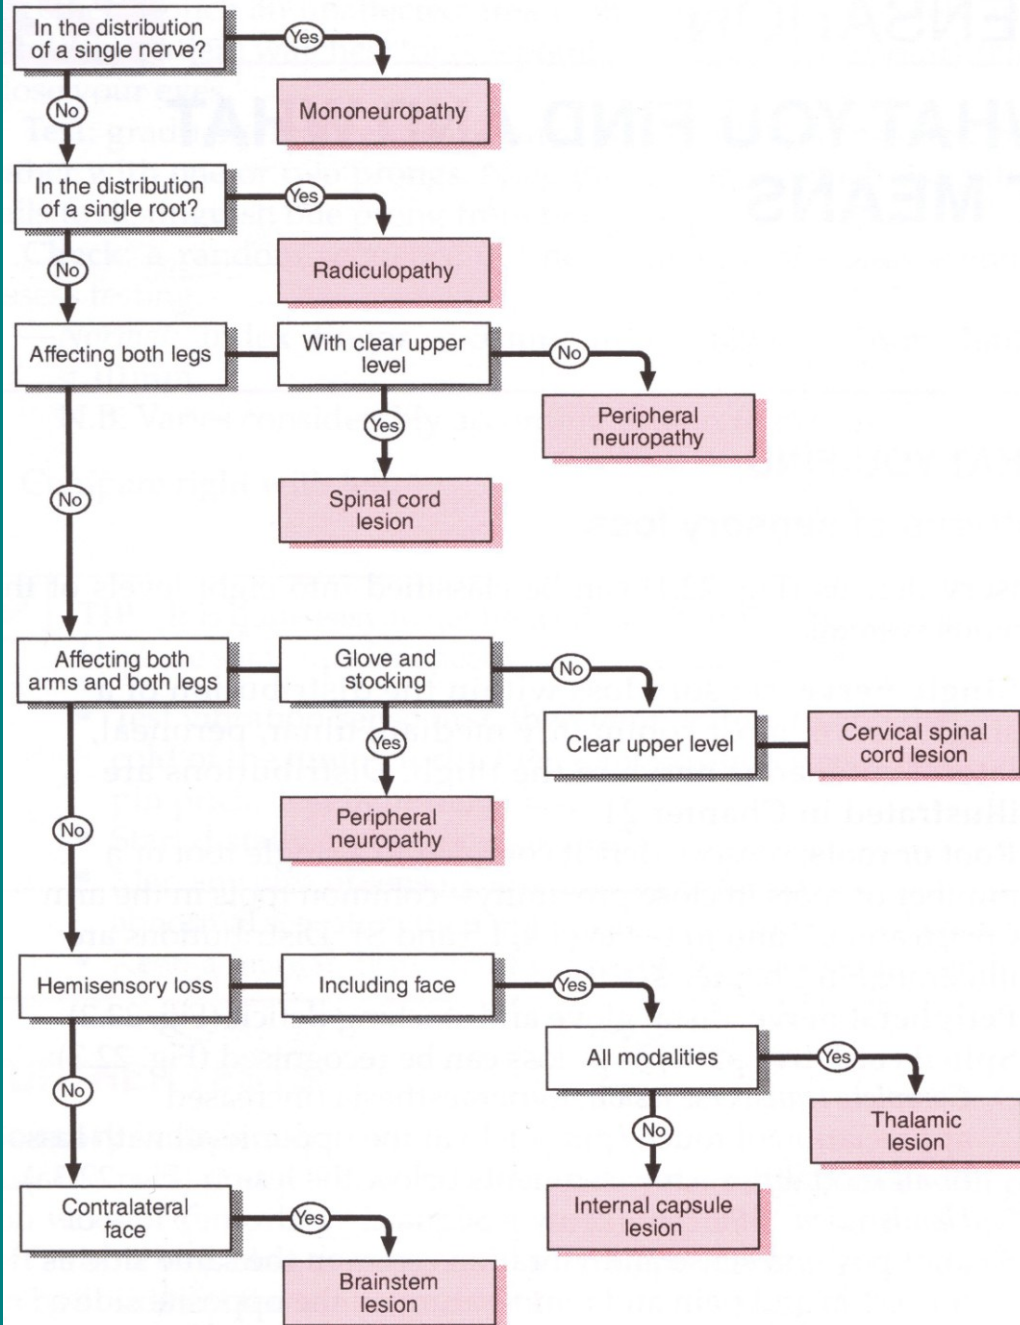 In the distribution
of a single nerve?
Yes
Mononeuropathy
No
In the distribution
of a single root?
Yes
Radiculopathy
No
Affecting both legs
With clear upper
level
No
Peripheral
neuropathy
Yes
Spinal cord
lesion
No
Affecting both
arms and both legs
Glove and
stocking
No
Clear upper level
Cervical spinal
cord lesion
Yes
Peripheral
neuropathy
No
Hemisensory loss
Including face
Yes
All modalities
Yes
Thalamic
lesion
No
Internal capsule
lesion
No
Contralateral
face
Yes
Brainstem
lesion